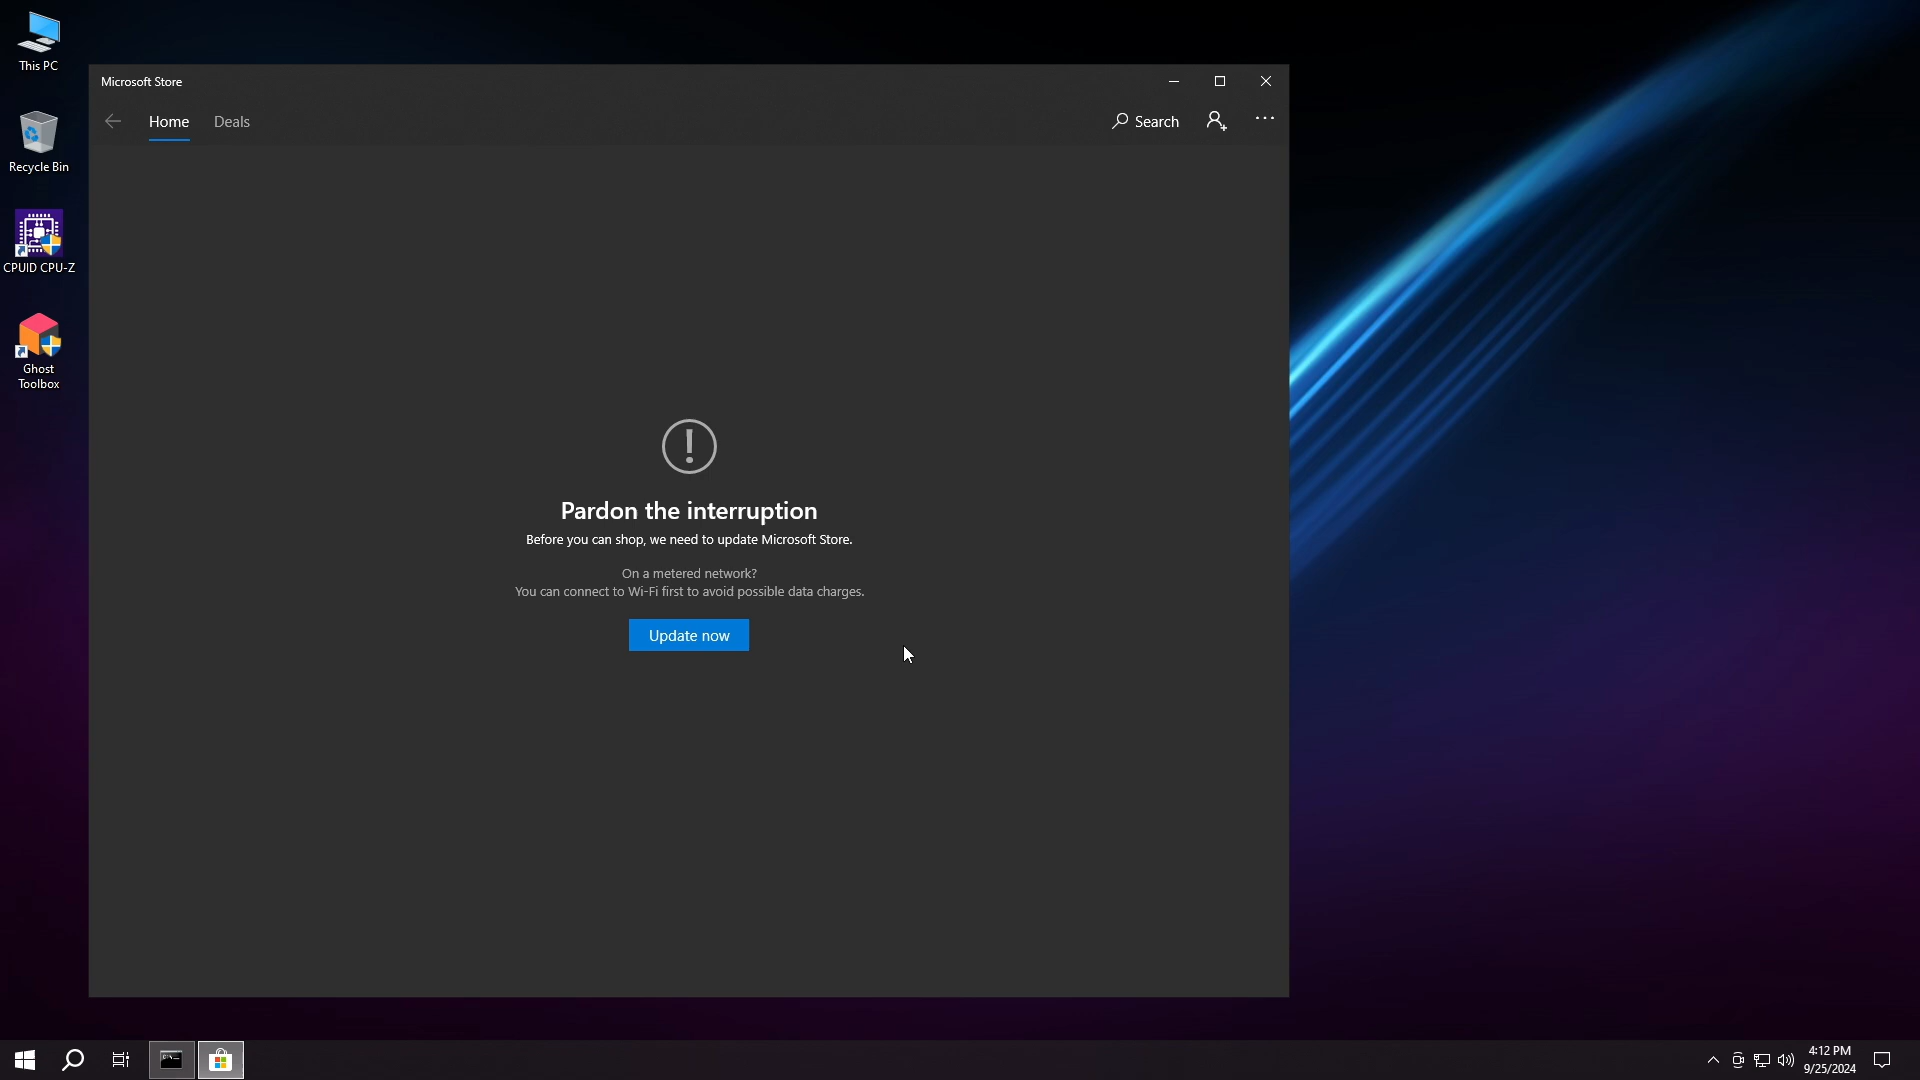 This PC
Recycle Bin
CPUID CPU-Z
Ghost
Toolbox
Microsoft Store
Home
Deals
Search
Pardon the interruption
Before you can shop, we need to update Microsoft Store.
On a metered network?
You can connect to Wi-Fi first to avoid possible data charges.
Update now
4:12 PM
9/25/2024